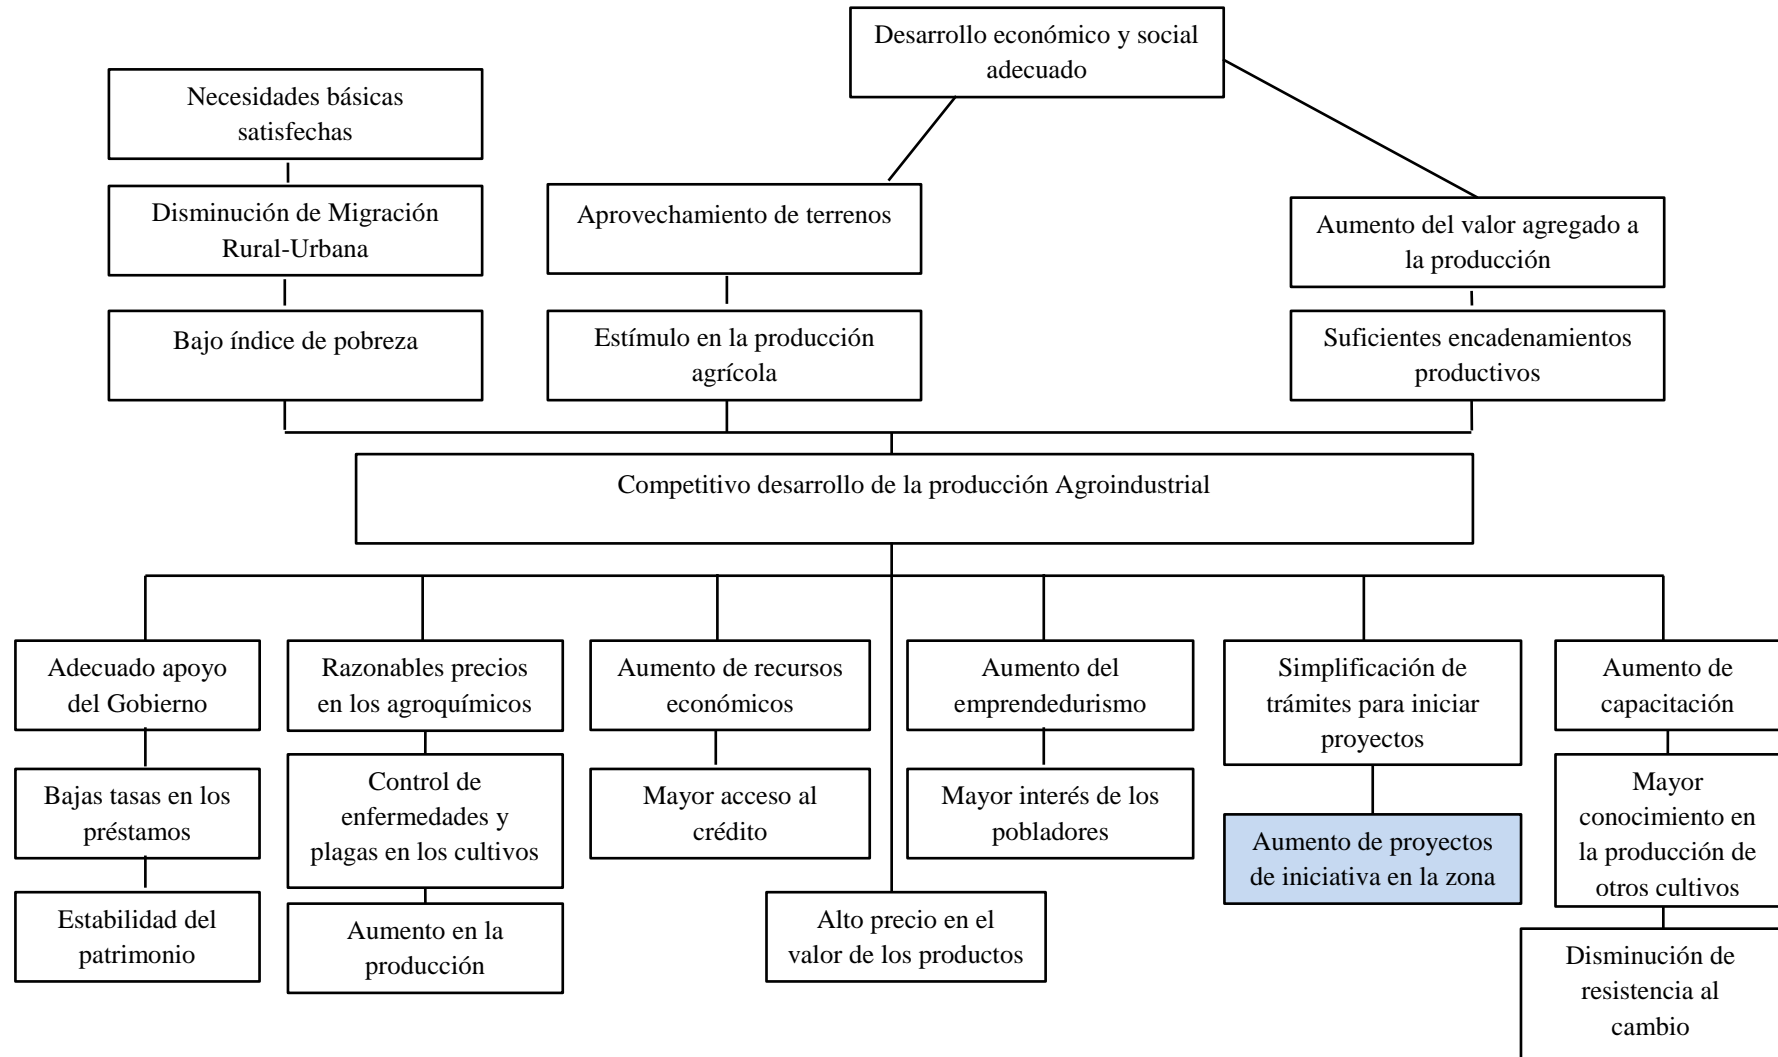 Desarrollo económico y social
adecuado
Necesidades básicas
satisfechas
Disminución de Migración
Rural-Urbana
Aprovechamiento de terrenos
Aumento del valor agregado a
la producción
Bajo índice de pobreza
Estímulo en la producción
agrícola
Suficientes encadenamientos
productivos
Competitivo desarrollo de la producción Agroindustrial
Adecuado apoyo
del Gobierno
Razonables precios
en los agroquímicos
Aumento de recursos
económicos
Aumento del
emprendedurismo
Simplificación de
trámites para iniciar
proyectos
Aumento de
capacitación
Bajas tasas en los
préstamos
Control de
enfermedades y
plagas en los cultivos
Mayor acceso al
crédito
Mayor interés de los
pobladores
Aumento de proyectos
de iniciativa en la zona
Mayor
conocimiento en
la producción de
otros cultivos
Estabilidad del
patrimonio
Aumento en la
producción
Alto precio en el
valor de los productos
Disminución de
resistencia al
cambio